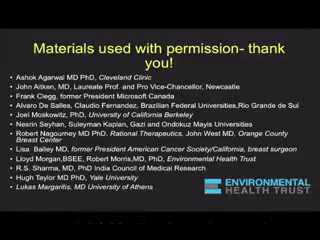 Materials used with permission- thank
you!
• Ashok Agarwal MD PhD, Cleveland Clinic
• John Aitken, MD, Laureate Prof. and Pro Vice-Chancellor, Newcastle
• Frank Clegg, former President Microsoft Canada
• Alvaro De Salles, Claudio Fernandez, Brazilian Federal Universities,Rio Grande de Sul
• Joel Moskowitz, PhD, University of California Berkeley
• Nesrin Seyhan, Suleyman Kaplan, Gazi and Ondokuz Mayis Universities
• Robert Nagourney MD PhD, Rational Therapeutics. John West MD. Orange County
Breast Center
• Lisa Bailey MD, former President American Cancer Society/California, breast surgeon
• Lloyd Morgan,BSEE, Robert Morris,MD, PhD, Environmental Health Trust
• R.S. Sharma, MD, PhD India Council of Medical Research
• Hugh Taylor MD PhD, Yale University
• Lukas Margaritis, MD University of Athens
ENVIRONMENTAL
HEALTH TRUST